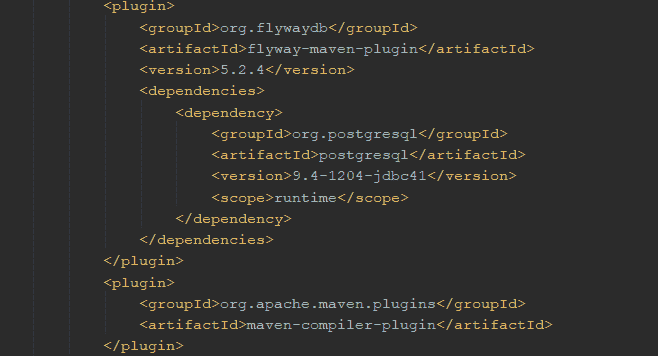 <plugin>
<groupId>org.flywaydb</groupId>
<artifactId>flyway-maven-plugin</artifactId>
<version>5.2.4</version>
<dependencies>
<dependency>
<groupId>org.postgresql</groupId>
<artifactId>postgresql</artifactId>
<version>9.4-1204-jdbc41</version>
<scope>runtime</scope>
</dependency>
</dependencies>
</plugin>
<plugin>
<groupId>org.apache.maven.plugins</groupId>
<artifactId>maven-compiler-plugin</artifactId>
</plugin>